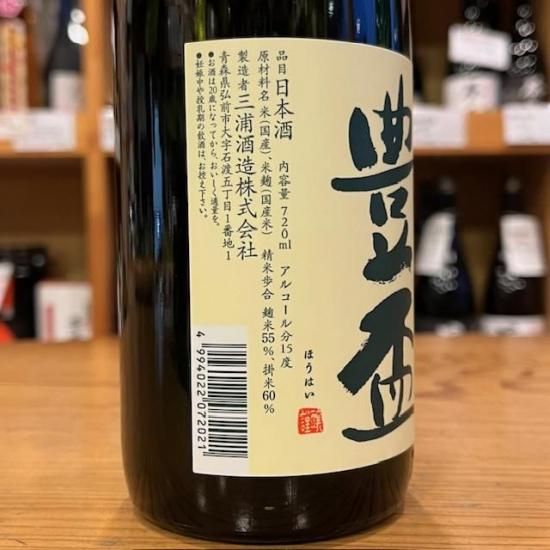 豊盃
ほうはい
品目 日本酒 内容量 720ml アルコール分15度
原材料名 米(国産)、米麹(国産米) 精米歩合 麹米55%、掛米60%
製造者 三浦酒造株式会社
青森県弘前市大字石渡五丁目1番地1
●お酒は20歳になってから。おいしく適量を。
●妊娠中や授乳期の飲酒は、お控え下さい。
4 994022 072021